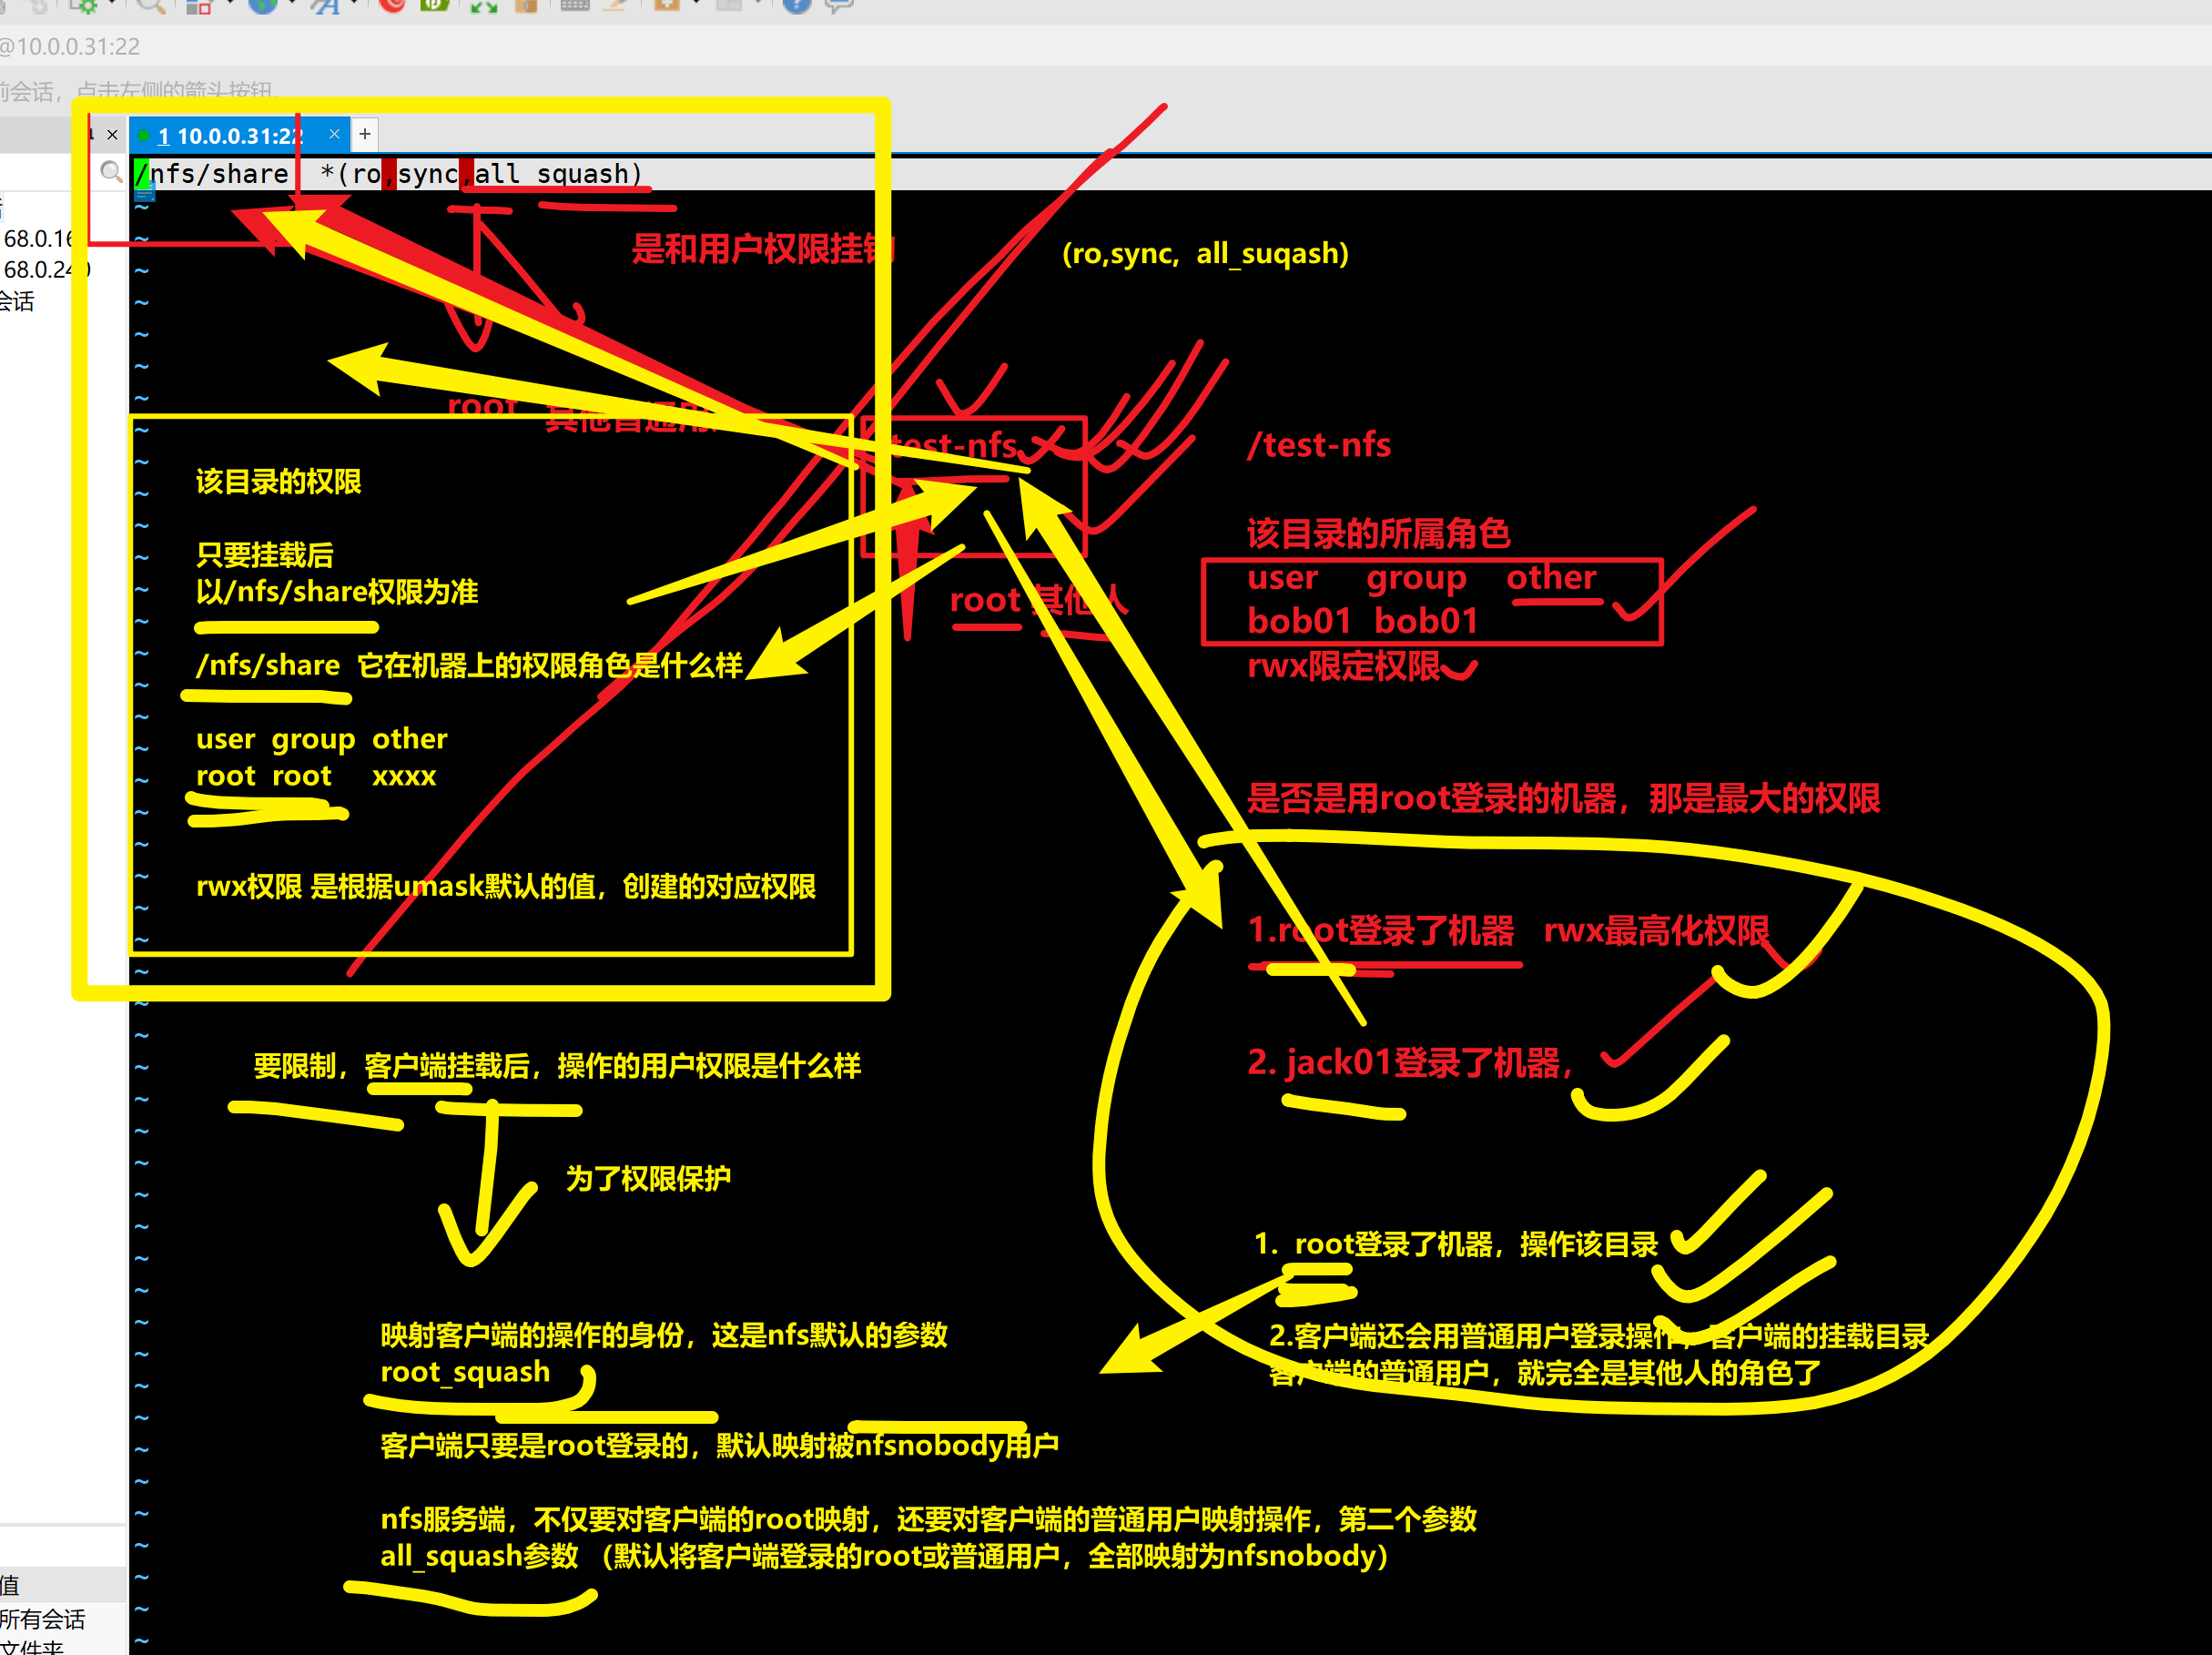 @10.0.0.31:22
前会话，点击左侧的箭头按钮
1 10.0.0.31:22
/nfs/share  *(ro,sync,all_squash)
68.0.16
68.0.240
会话
是和用户权限挂钩
(ro,sync,  all_suqash)
root 其他普通用
test-nfs
/test-nfs
该目录的权限
只要挂载后
以/nfs/share权限为准
/nfs/share  它在机器上的权限角色是什么样
user  group  other
root  root  xxxx
rwx权限 是根据umask默认的值，创建的对应权限
root 其他人
该目录的所属角色
user  group  other
bob01  bob01
rwx限定权限
是否是用root登录的机器，那是最大的权限
1.root登录了机器  rwx最高化权限
2. jack01登录了机器，
要限制，客户端挂载后，操作的用户权限是什么样
为了权限保护
1.  root登录了机器，操作该目录
2.客户端还会用普通用户登录操作，客户端的挂载目录
客户端的普通用户，就完全是其他人的角色了
映射客户端的操作的身份，这是nfs默认的参数
root_squash
客户端只要是root登录的，默认映射被nfsnobody用户
nfs服务端，不仅要对客户端的root映射，还要对客户端的普通用户映射操作，第二个参数
all_squash参数 （默认将客户端登录的root或普通用户，全部映射为nfsnobody）
值
所有会话
文件夹